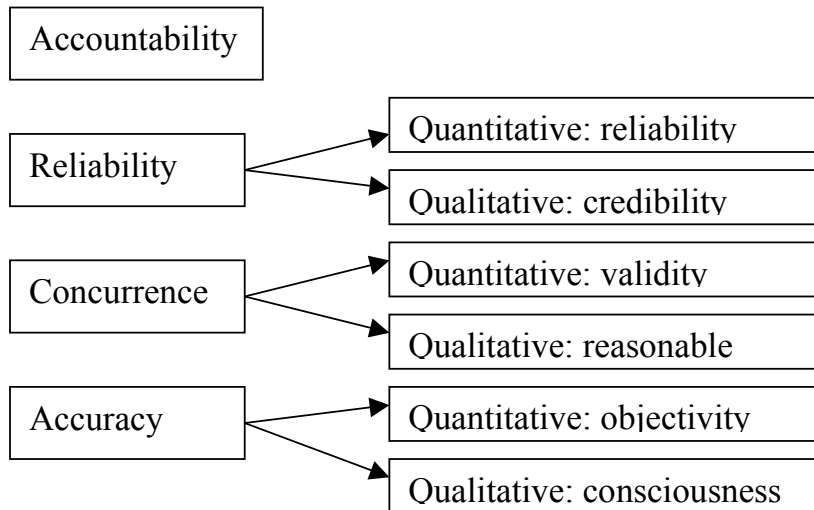 Accountability
Reliability
Quantitative: reliability
Qualitative: credibility
Concurrence
Quantitative: validity
Qualitative: reasonable
Accuracy
Quantitative: objectivity
Qualitative: consciousness